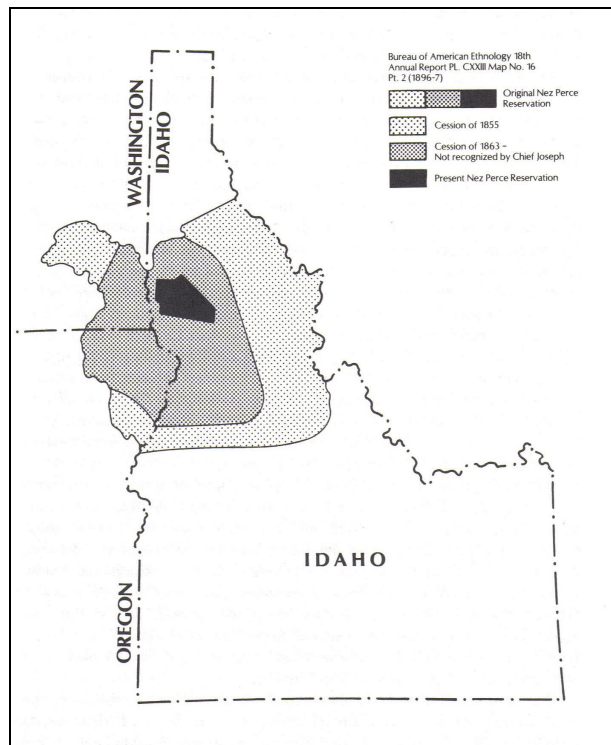 Bureau of American Ethnology 18th
Annual Report PL. CXXIII Map No. 16
Pt. 2 (1896-7)
Original Nez Perce
Reservation
Cession of 1855
Cession of 1863 –
Not recognized by Chief Joseph
Present Nez Perce Reservation
WASHINGTON
IDAHO
OREGON
IDAHO